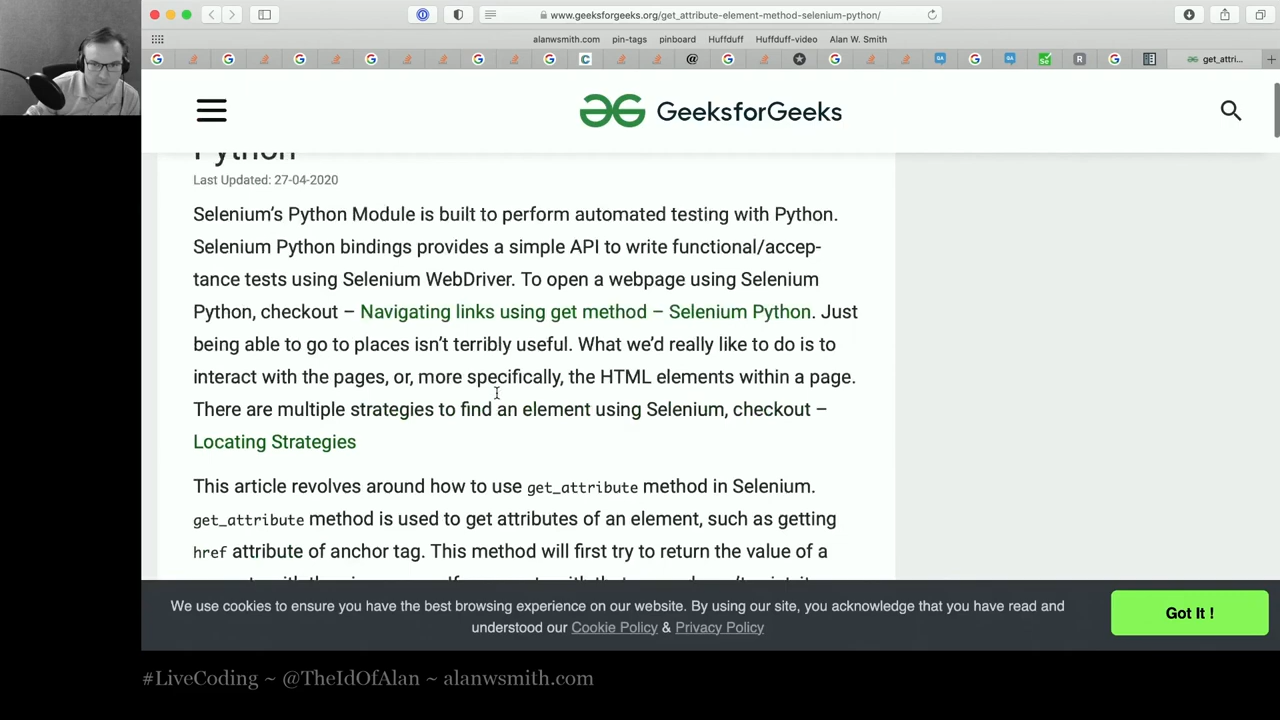 www.geeksforgeeks.org/get_attribute-element-method-selenium-python/
alanwsmith.com pin-tags pinboard Huffduff Huffduff-video Alan W. Smith
get_attri...
GeeksforGeeks
Python
Last Updated: 27-04-2020
Selenium's Python Module is built to perform automated testing with Python.
Selenium Python bindings provides a simple API to write functional/accep-
tance tests using Selenium WebDriver. To open a webpage using Selenium
Python, checkout – Navigating links using get method – Selenium Python. Just
being able to go to places isn't terribly useful. What we'd really like to do is to
interact with the pages, or, more specifically, the HTML elements within a page.
There are multiple strategies to find an element using Selenium, checkout –
Locating Strategies
This article revolves around how to use get_attribute method in Selenium.
get_attribute method is used to get attributes of an element, such as getting
href attribute of anchor tag. This method will first try to return the value of a
We use cookies to ensure you have the best browsing experience on our website. By using our site, you acknowledge that you have read and
understood our Cookie Policy & Privacy Policy
Got It !
#LiveCoding ~ @TheIdOfAlan ~ alanwsmith.com